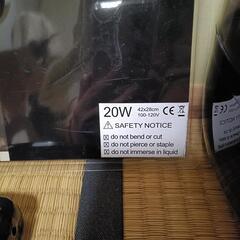 20W 42x28cm CE
100-120V
⚠ SAFETY NOTICE
☒ do not bend or cut
☒ do not pierce or staple
☒ do not immerse in liquid